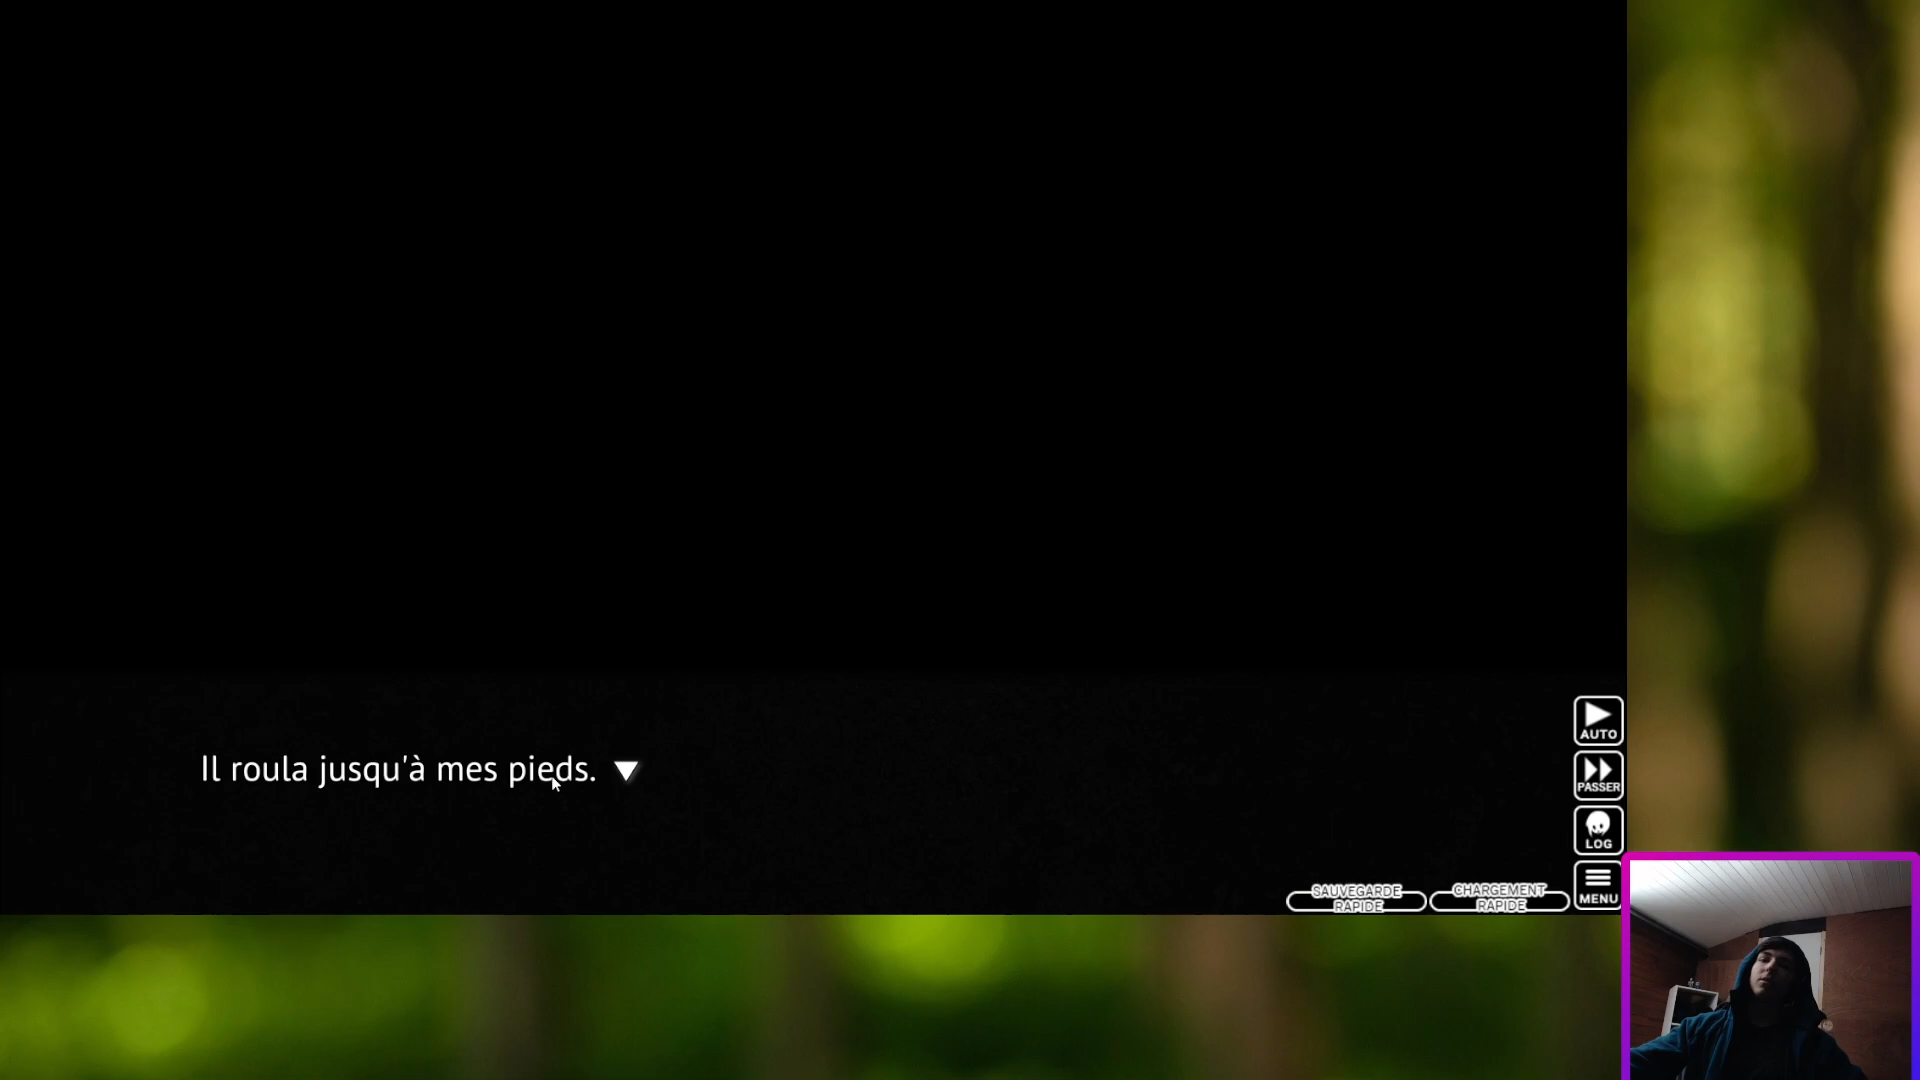 Il roula jusqu'à mes pieds.
AUTO
PASSER
LOG
MENU
SAUVEGARDE
RAPIDE
CHARGEMENT
RAPIDE